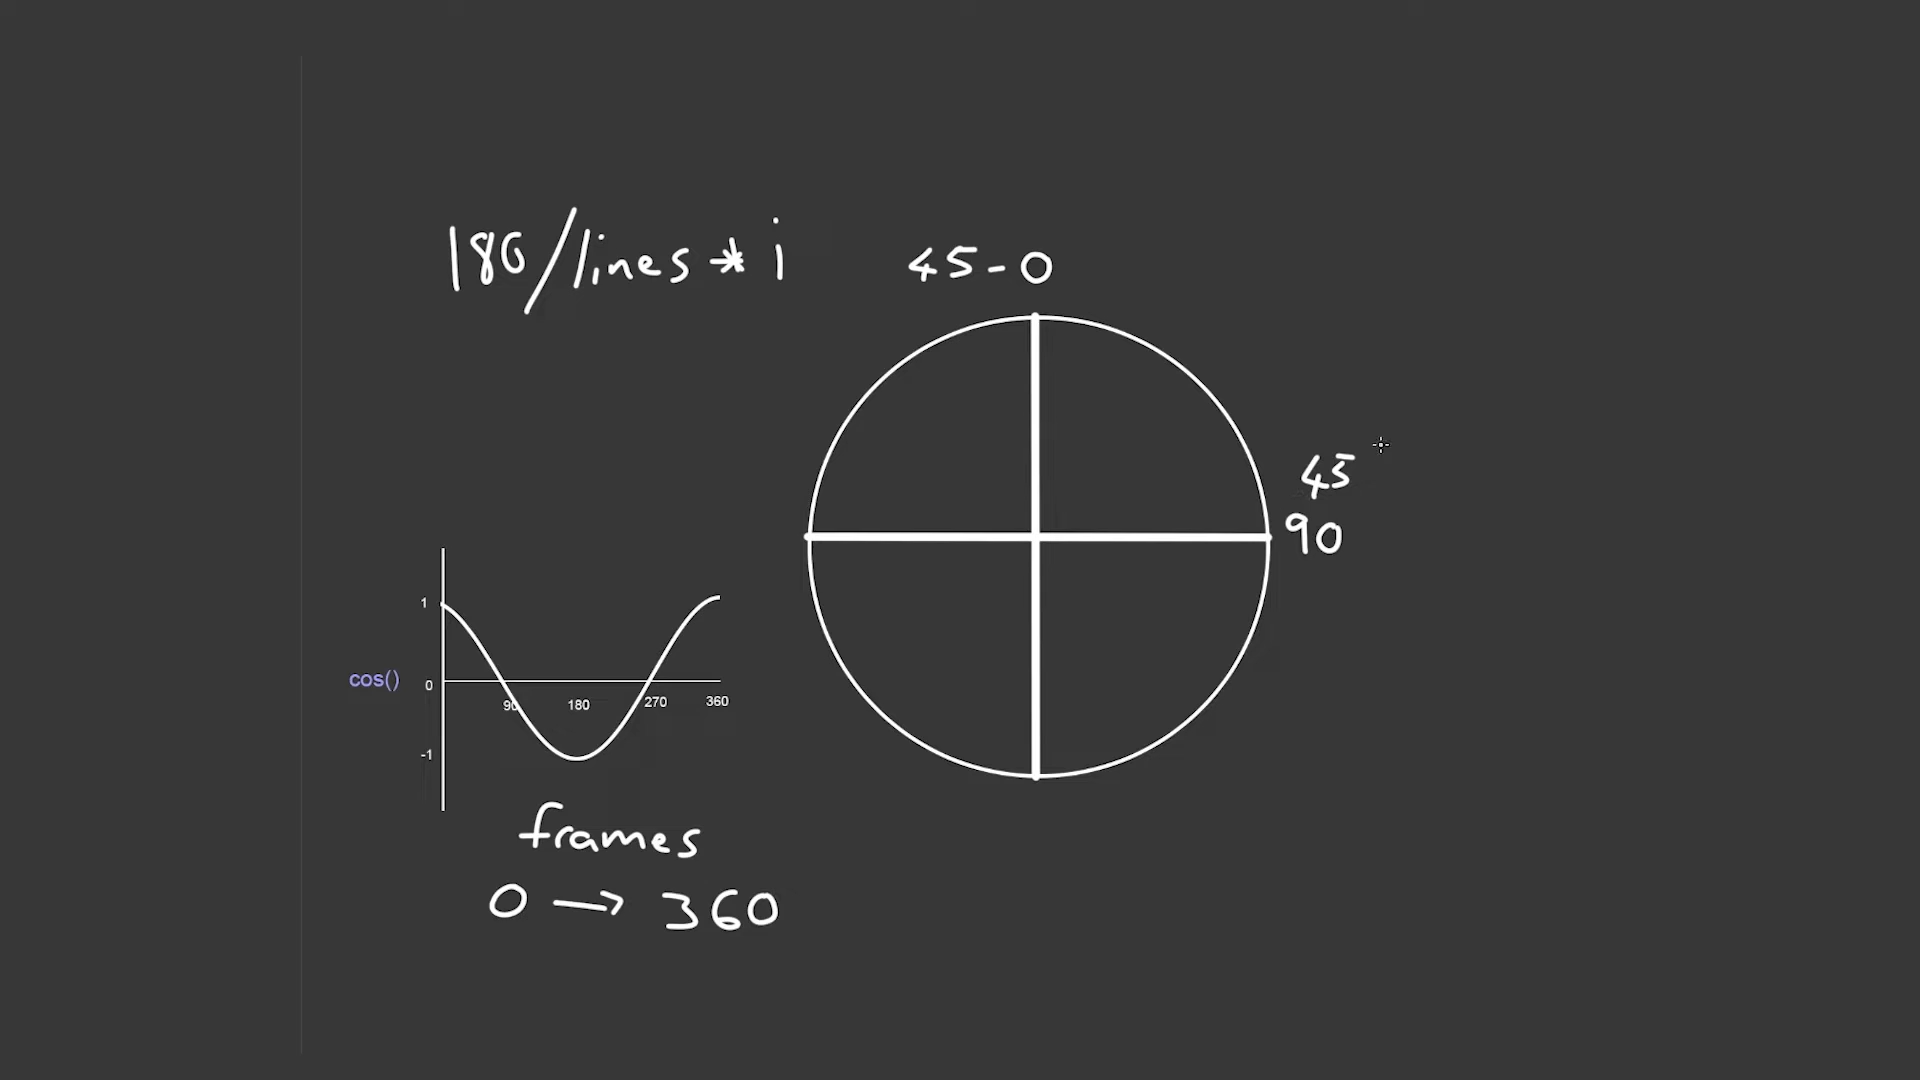 180/lines * i
45-0
45
90
1
cos()
0
90
180
270
360
-1
frames
0 → 360